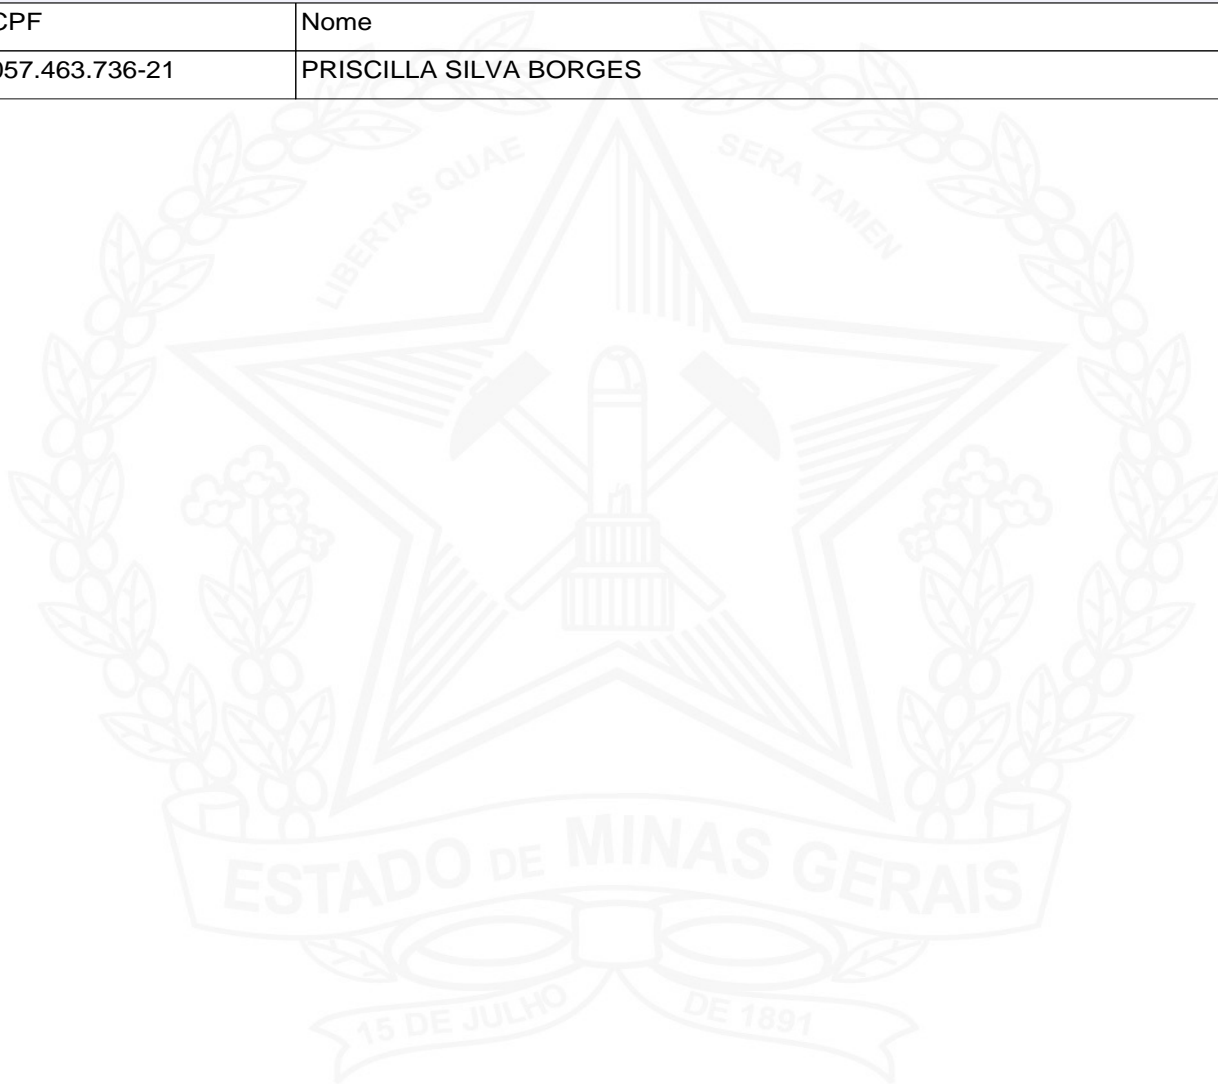 CPF Nome
057.463.736-21 PRISCILLA SILVA BORGES
LIBERTAS QUAE SERA TAMEN
ESTADO DE MINAS GERAIS
15 DE JULHO DE 1891